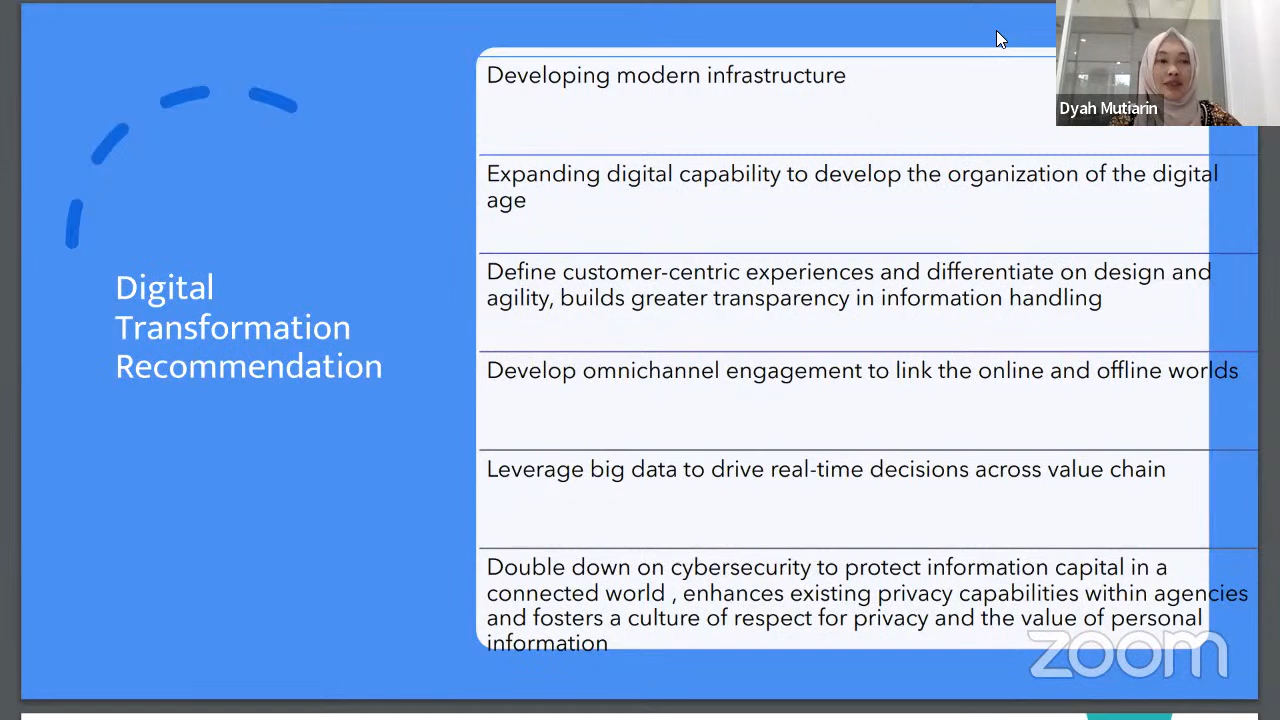 Digital
Transformation
Recommendation
Developing modern infrastructure
Expanding digital capability to develop the organization of the digital
age
Define customer-centric experiences and differentiate on design and
agility, builds greater transparency in information handling
Develop omnichannel engagement to link the online and offline worlds
Leverage big data to drive real-time decisions across value chain
Double down on cybersecurity to protect information capital in a
connected world , enhances existing privacy capabilities within agencies
and fosters a culture of respect for privacy and the value of personal
information
Dyah Mutiarin
zoom